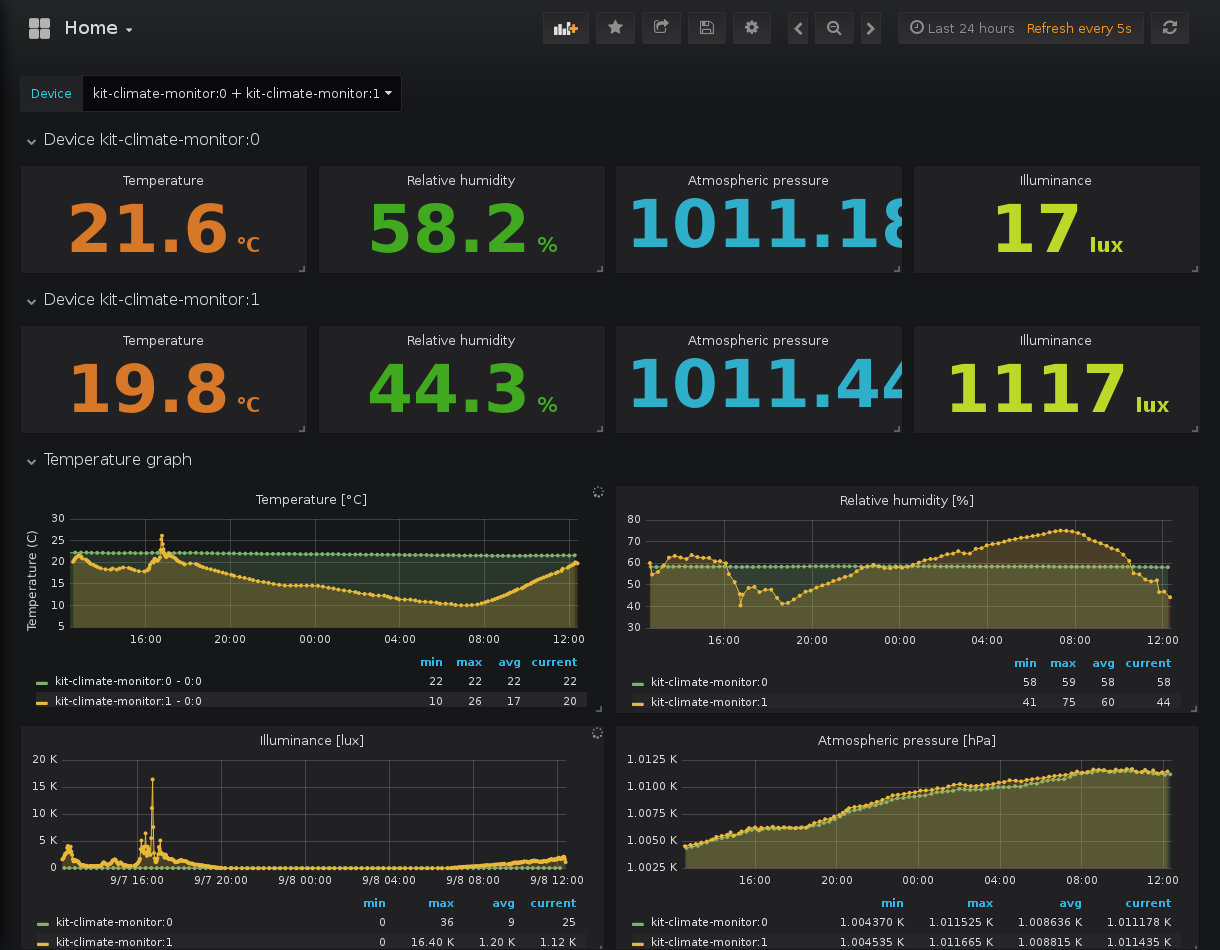 Home
Last 24 hours Refresh every 5s
Device kit-climate-monitor:0 + kit-climate-monitor:1
Device kit-climate-monitor:0
Temperature Relative humidity Atmospheric pressure Illuminance
21.6 °C 58.2 % 1011.18 17 lux
Device kit-climate-monitor:1
Temperature Relative humidity Atmospheric pressure Illuminance
19.8 °C 44.3 % 1011.44 1117 lux
Temperature graph
Temperature [°C]
Temperature (C)
30
25
20
15
10
5
16:00 20:00 00:00 04:00 08:00 12:00
min max avg current
kit-climate-monitor:0 - 0:0 22 22 22 22
kit-climate-monitor:1 - 0:0 10 26 17 20
Relative humidity [%]
80
70
60
50
40
30
16:00 20:00 00:00 04:00 08:00 12:00
min max avg current
kit-climate-monitor:0 58 59 58 58
kit-climate-monitor:1 41 75 60 44
Illuminance [lux]
20 K
15 K
10 K
5 K
0
9/7 16:00 9/7 20:00 9/8 00:00 9/8 04:00 9/8 08:00 9/8 12:00
min max avg current
kit-climate-monitor:0 0 36 9 25
kit-climate-monitor:1 0 16.40 K 1.20 K 1.12 K
Atmospheric pressure [hPa]
1.0125 K
1.0100 K
1.0075 K
1.0050 K
1.0025 K
16:00 20:00 00:00 04:00 08:00 12:00
min max avg current
kit-climate-monitor:0 1.004370 K 1.011525 K 1.008636 K 1.011178 K
kit-climate-monitor:1 1.004535 K 1.011665 K 1.008815 K 1.011435 K